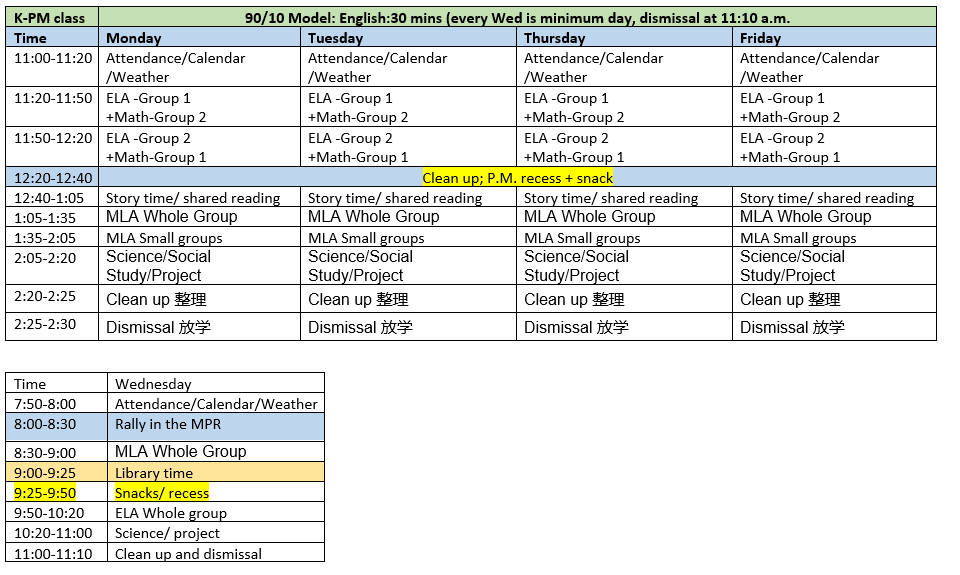 K-PM class 90/10 Model: English:30 mins (every Wed is minimum day, dismissal at 11:10 a.m.
Time Monday Tuesday Thursday Friday
11:00-11:20 Attendance/Calendar Attendance/Calendar Attendance/Calendar Attendance/Calendar
/Weather /Weather /Weather /Weather
11:20-11:50 ELA -Group 1 ELA -Group 1 ELA -Group 1 ELA -Group 1
+Math-Group 2 +Math-Group 2 +Math-Group 2 +Math-Group 2
11:50-12:20 ELA -Group 2 ELA -Group 2 ELA -Group 2 ELA -Group 2
+Math-Group 1 +Math-Group 1 +Math-Group 1 +Math-Group 1
12:20-12:40 Clean up; P.M. recess + snack
12:40-1:05 Story time/ shared reading Story time/ shared reading Story time/ shared reading Story time/ shared reading
1:05-1:35 MLA Whole Group MLA Whole Group MLA Whole Group MLA Whole Group
1:35-2:05 MLA Small groups MLA Small groups MLA Small groups MLA Small groups
2:05-2:20 Science/Social Science/Social Science/Social Science/Social
Study/Project Study/Project Study/Project Study/Project
2:20-2:25 Clean up 整理 Clean up 整理 Clean up 整理 Clean up 整理
2:25-2:30 Dismissal 放学 Dismissal 放学 Dismissal 放学 Dismissal 放学
Time Wednesday
7:50-8:00 Attendance/Calendar/Weather
8:00-8:30 Rally in the MPR
8:30-9:00 MLA Whole Group
9:00-9:25 Library time
9:25-9:50 Snacks/ recess
9:50-10:20 ELA Whole group
10:20-11:00 Science/ project
11:00-11:10 Clean up and dismissal